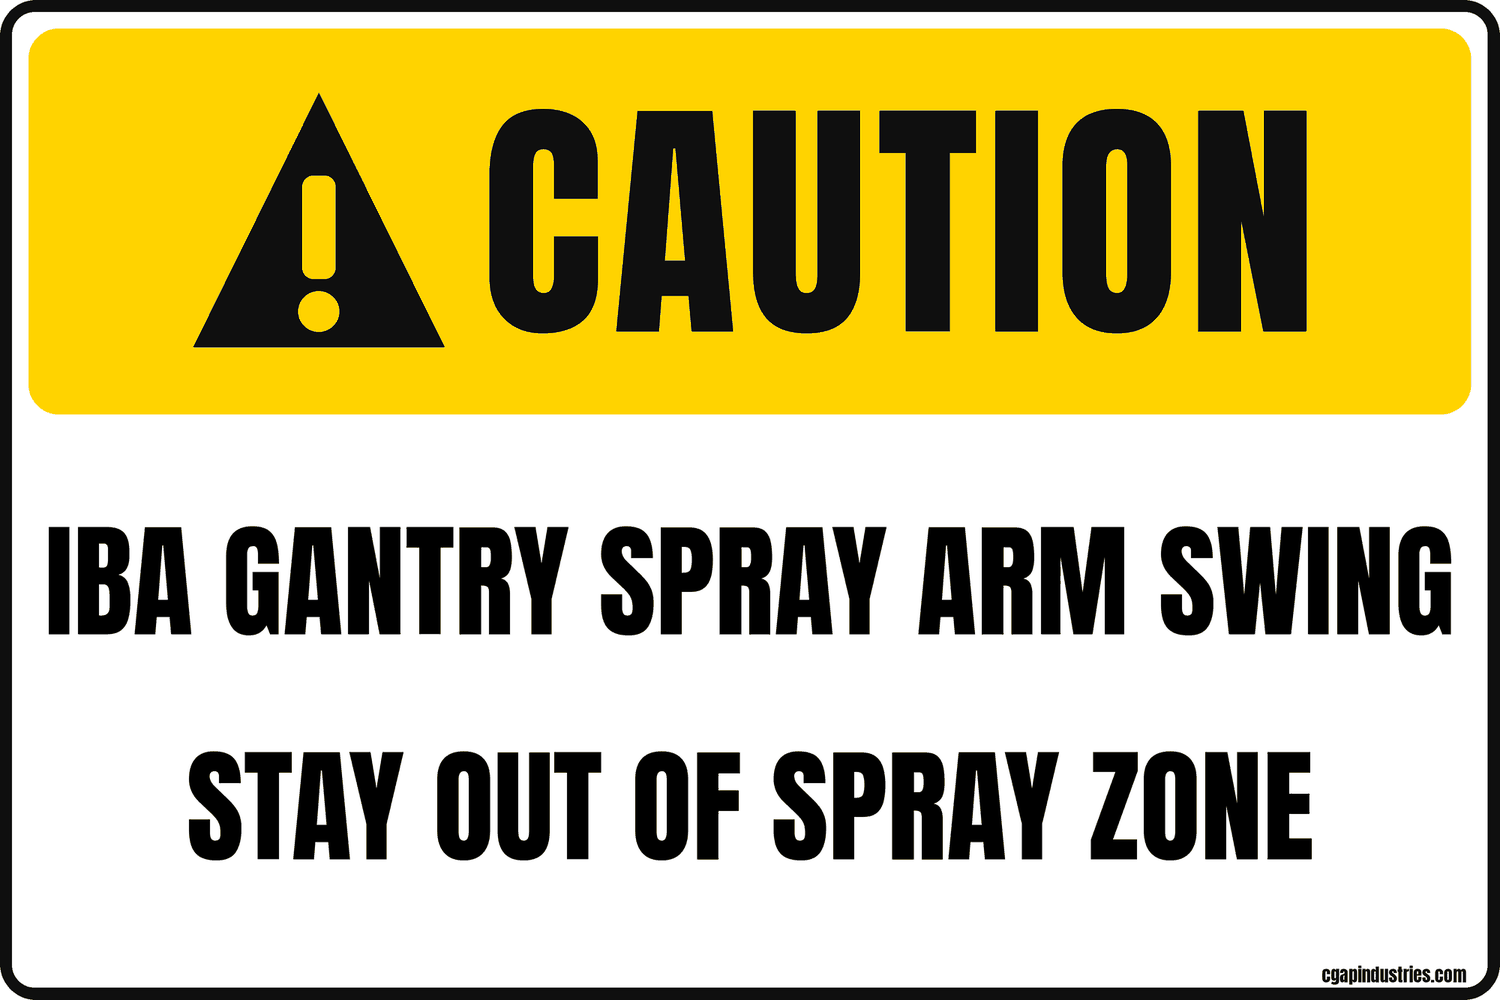 CAUTION
IBA GANTRY SPRAY ARM SWING
STAY OUT OF SPRAY ZONE
cgapindustries.com